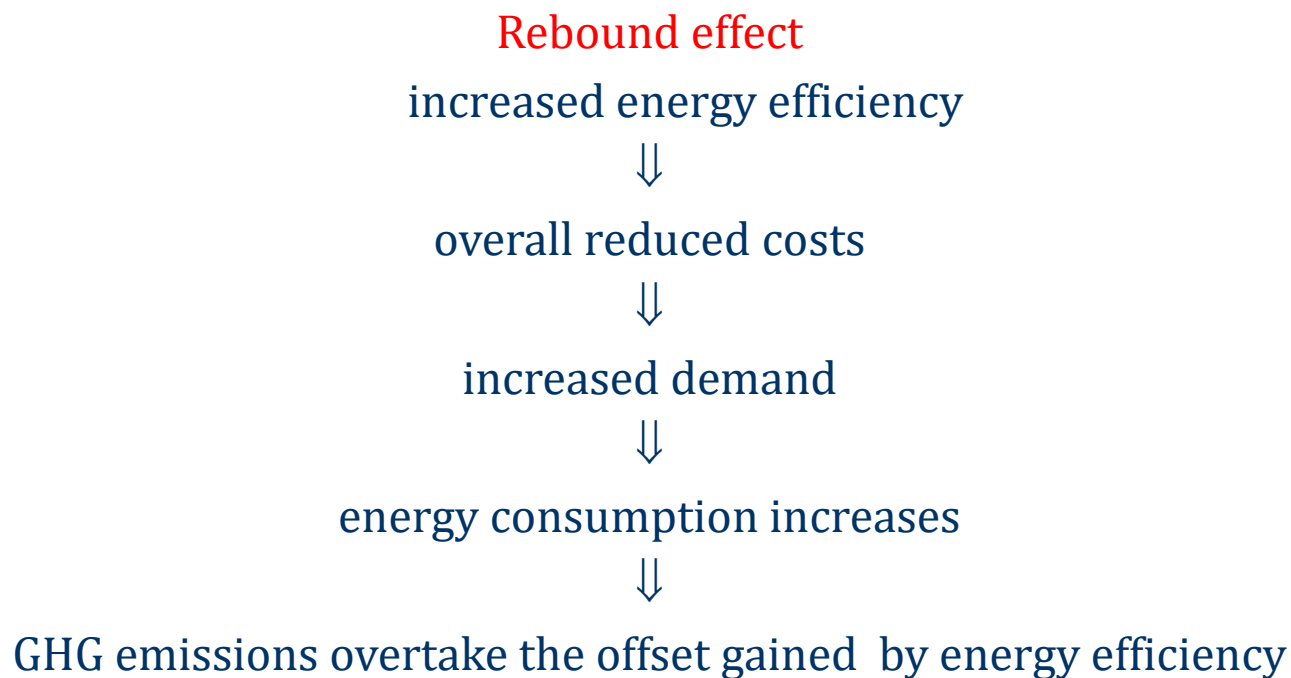 Rebound effect
increased energy efficiency
⇓
overall reduced costs
⇓
increased demand
⇓
energy consumption increases
⇓
GHG emissions overtake the offset gained  by energy efficiency